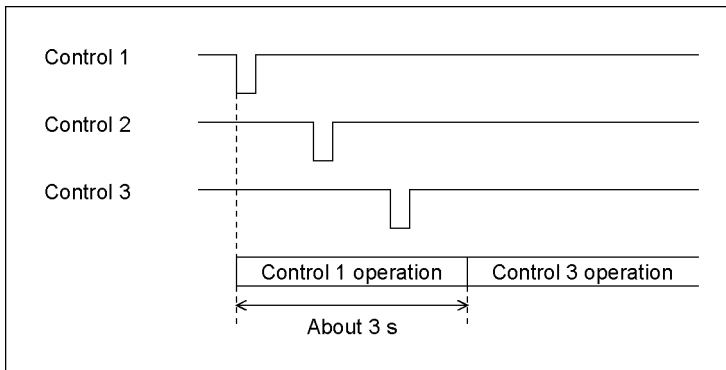 Control 1
Control 2
Control 3
Control 1 operation
Control 3 operation
About 3 s